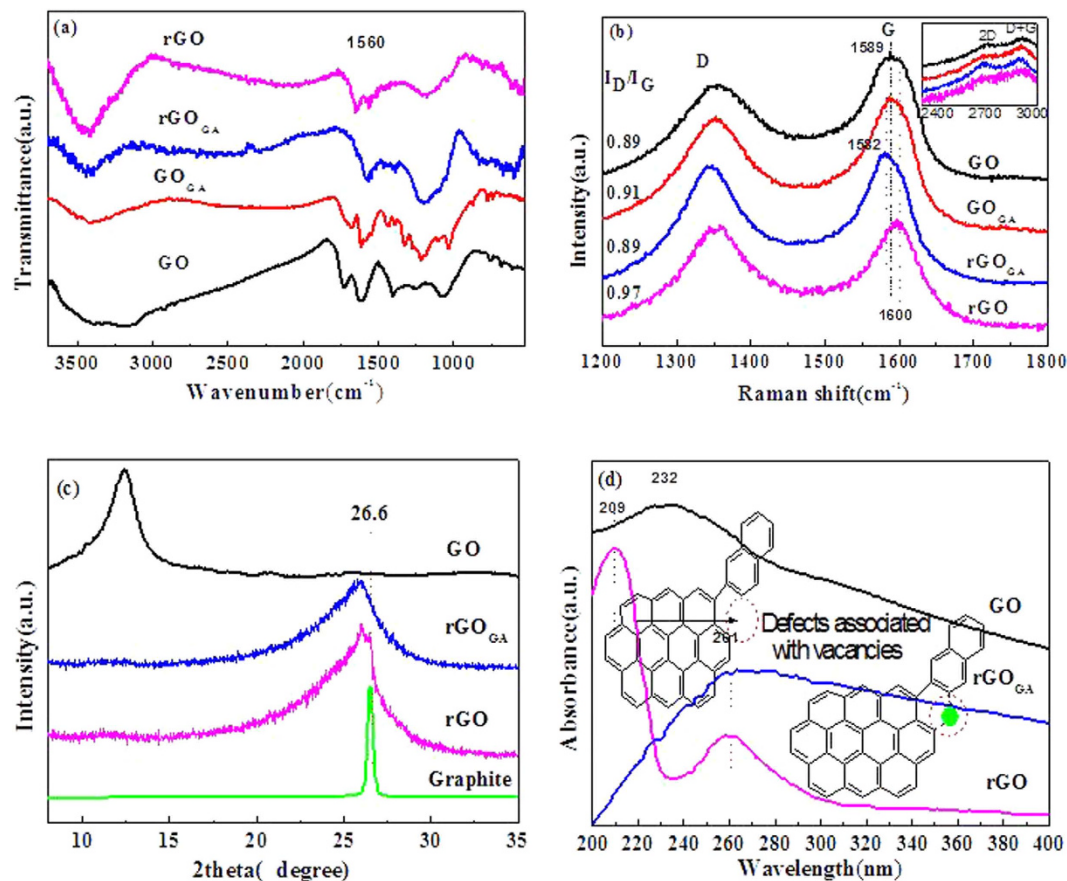 (a)
rGO
1560
rGO_GA
GO_GA
GO
Transmittance(a.u.)
3700 3000 2500 2000 1500 1000
Wavenumber(cm⁻¹)
(b)
I_D/I_G
D
G
1589
2D
D+G
2400 2700 3000
0.89
GO
1582
0.91
GO_GA
0.89
rGO_GA
0.97
rGO
1600
Intensity(a.u.)
1200 1300 1400 1500 1600 1700 1800
Raman shift(cm⁻¹)
(c)
26.6
GO
rGO_GA
rGO
Graphite
Intensity(a.u.)
10 15 20 25 30 35
2theta( degree)
(d)
232
209
GO
261
Defects associated
with vacancies
rGO_GA
rGO
Absorbance(a.u.)
200 220 240 260 280 300 320 340 360 380 400
Wavelength(nm)